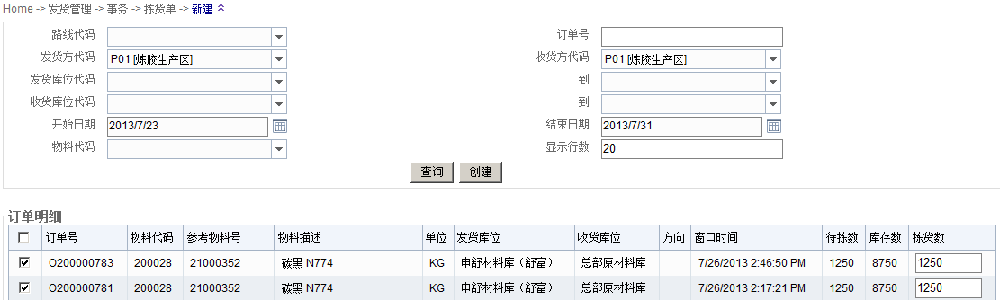 Home -> 发货管理 -> 事务 -> 拣货单 -> 新建
路线代码 订单号
发货方代码 P01 [炼胶生产区] 收货方代码 P01 [炼胶生产区]
发货库位代码 到
收货库位代码 到
开始日期 2013/7/23 结束日期 2013/7/31
物料代码 显示行数 20
查询 创建
订单明细
订单号 物料代码 参考物料号 物料描述 单位 发货库位 收货库位 方向 窗口时间 待拣数 库存数 拣货数
O200000783 200028 21000352 碳黑 N774 KG 申舒材料库（舒富） 总部原材料库 7/26/2013 2:46:50 PM 1250 8750 1250
O200000781 200028 21000352 碳黑 N774 KG 申舒材料库（舒富） 总部原材料库 7/26/2013 2:17:21 PM 1250 8750 1250